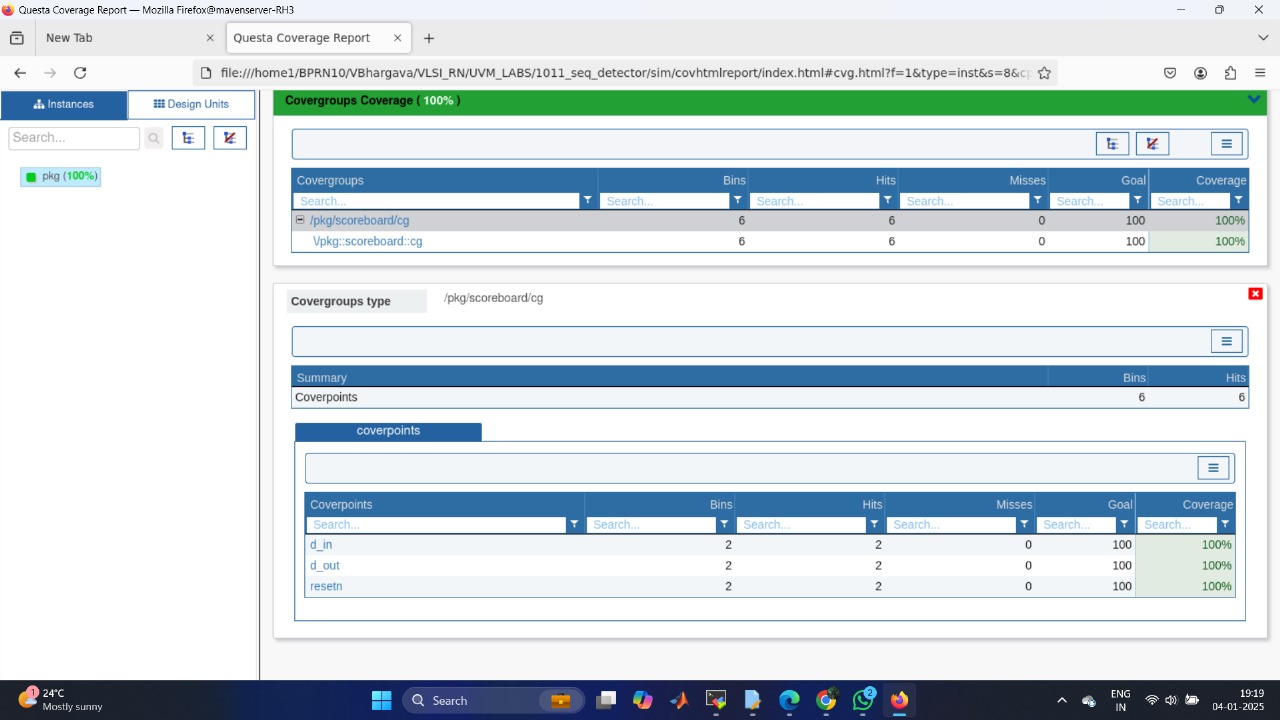 Questa Coverage Report — Mozilla Firefox@mavenserver-RH3
New Tab
Questa Coverage Report
file:///home1/BPRN10/VBhargava/VLSI_RN/UVM_LABS/1011_seq_detector/sim/covhtmlreport/index.html#cvg.html?f=1&type=inst&s=8&c
Instances Design Units
Search...
pkg (100%)
Covergroups Coverage ( 100% )
Covergroups Bins Hits Misses Goal Coverage
Search... Search... Search... Search... Search... Search...
/pkg/scoreboard/cg 6 6 0 100 100%
\/pkg::scoreboard::cg 6 6 0 100 100%
Covergroups type /pkg/scoreboard/cg
Summary Bins Hits
Coverpoints 6 6
coverpoints
Coverpoints Bins Hits Misses Goal Coverage
Search... Search... Search... Search... Search... Search...
d_in 2 2 0 100 100%
d_out 2 2 0 100 100%
resetn 2 2 0 100 100%
1
24°C
Mostly sunny
Search
2
ENG
IN
19:19
04-01-2025